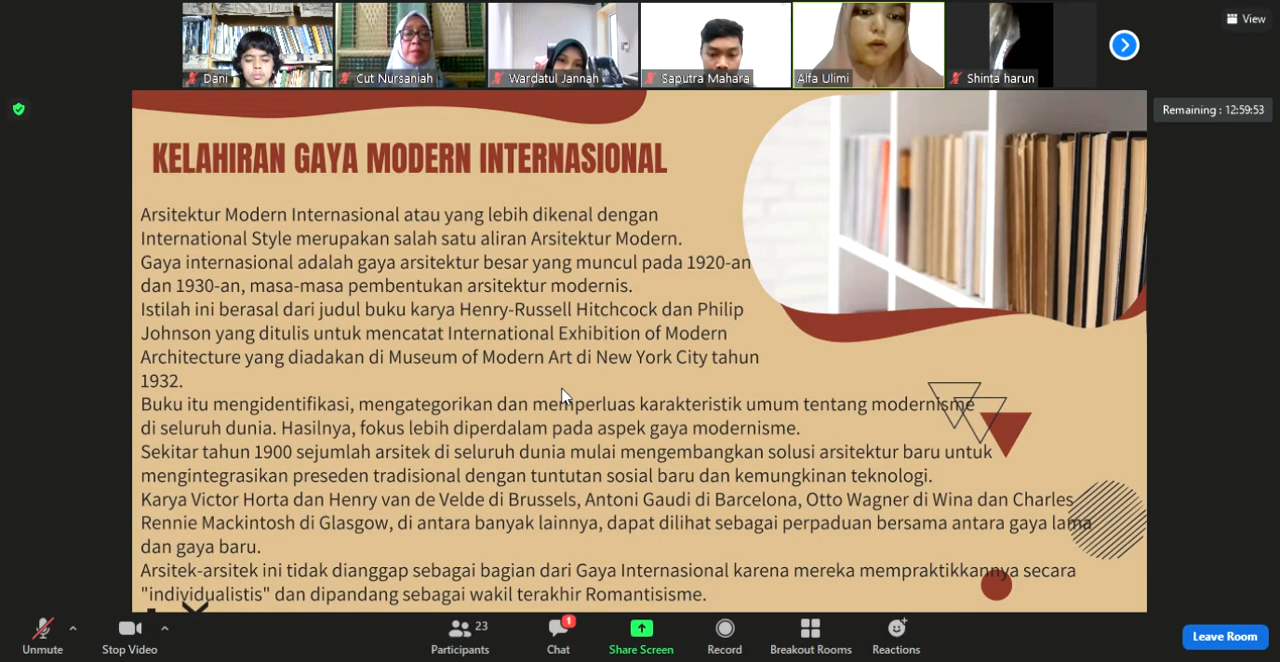 View
Dani
Cut Nursaniah
Wardatul Jannah
Saputra Mahara
Alfa Ulimi
Shinta harun
Remaining : 12:59:53
KELAHIRAN GAYA MODERN INTERNASIONAL
Arsitektur Modern Internasional atau yang lebih dikenal dengan
International Style merupakan salah satu aliran Arsitektur Modern.
Gaya internasional adalah gaya arsitektur besar yang muncul pada 1920-an
dan 1930-an, masa-masa pembentukan arsitektur modernis.
Istilah ini berasal dari judul buku karya Henry-Russell Hitchcock dan Philip
Johnson yang ditulis untuk mencatat International Exhibition of Modern
Architecture yang diadakan di Museum of Modern Art di New York City tahun
1932.
Buku itu mengidentifikasi, mengategorikan dan memperluas karakteristik umum tentang modernisme
di seluruh dunia. Hasilnya, fokus lebih diperdalam pada aspek gaya modernisme.
Sekitar tahun 1900 sejumlah arsitek di seluruh dunia mulai mengembangkan solusi arsitektur baru untuk
mengintegrasikan preseden tradisional dengan tuntutan sosial baru dan kemungkinan teknologi.
Karya Victor Horta dan Henry van de Velde di Brussels, Antoni Gaudi di Barcelona, Otto Wagner di Wina dan Charles
Rennie Mackintosh di Glasgow, di antara banyak lainnya, dapat dilihat sebagai perpaduan bersama antara gaya lama
dan gaya baru.
Arsitek-arsitek ini tidak dianggap sebagai bagian dari Gaya Internasional karena mereka mempraktikkannya secara
"individualistis" dan dipandang sebagai wakil terakhir Romantisisme.
23
1
Unmute
Stop Video
Participants
Chat
Share Screen
Record
Breakout Rooms
Reactions
Leave Room